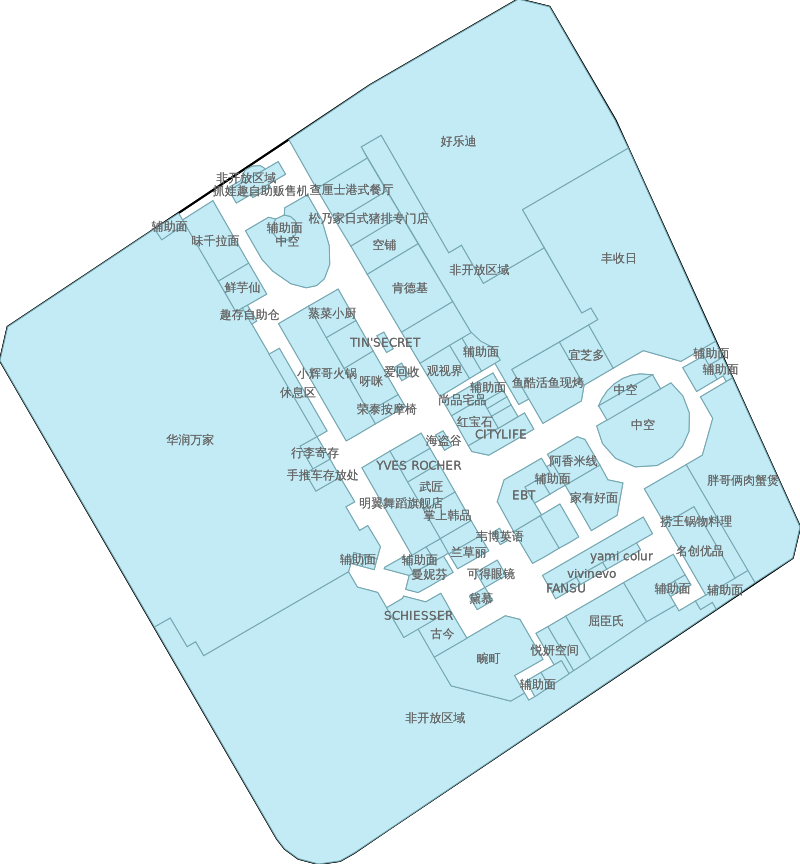 好乐迪
非开放区域
抓娃趣自助贩售机
查厘士港式餐厅
松乃家日式猪排专门店
辅助面
辅助面
中空
味千拉面
空铺
丰收日
非开放区域
鲜芋仙
肯德基
趣存自助仓
蒸菜小厨
TIN'SECRET
辅助面
宜芝多
辅助面
辅助面
观视界
爱回收
小辉哥火锅
呀咪
鱼酷活鱼现烤
辅助面
中空
休息区
尚品宅品
荣泰按摩椅
红宝石
中空
CITYLIFE
华润万家
海盗谷
行李寄存
YVES ROCHER
阿香米线
手推车存放处
辅助面
胖哥俩肉蟹煲
武匠
EBT
家有好面
明翼舞蹈旗舰店
掌上韩品
捞王锅物料理
韦博英语
兰草丽
名创优品
辅助面
辅助面
yami colur
曼妮芬
可得眼镜
vivinevo
FANSU
辅助面
辅助面
黛慕
SCHIESSER
屈臣氏
古今
悦妍空间
畹町
辅助面
非开放区域